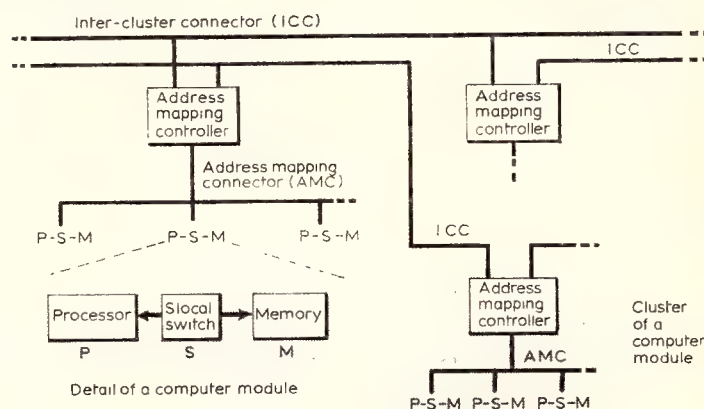 Inter-cluster connector (ICC)
ICC
Address
mapping
controller
Address
mapping
controller
Address mapping
connector (AMC)
P-S-M
P-S-M
P-S-M
ICC
Processor
Slocal
switch
Memory
P
S
M
Detail of a computer module
Address
mapping
controller
Cluster
of a
computer
module
AMC
P-S-M
P-S-M
P-S-M